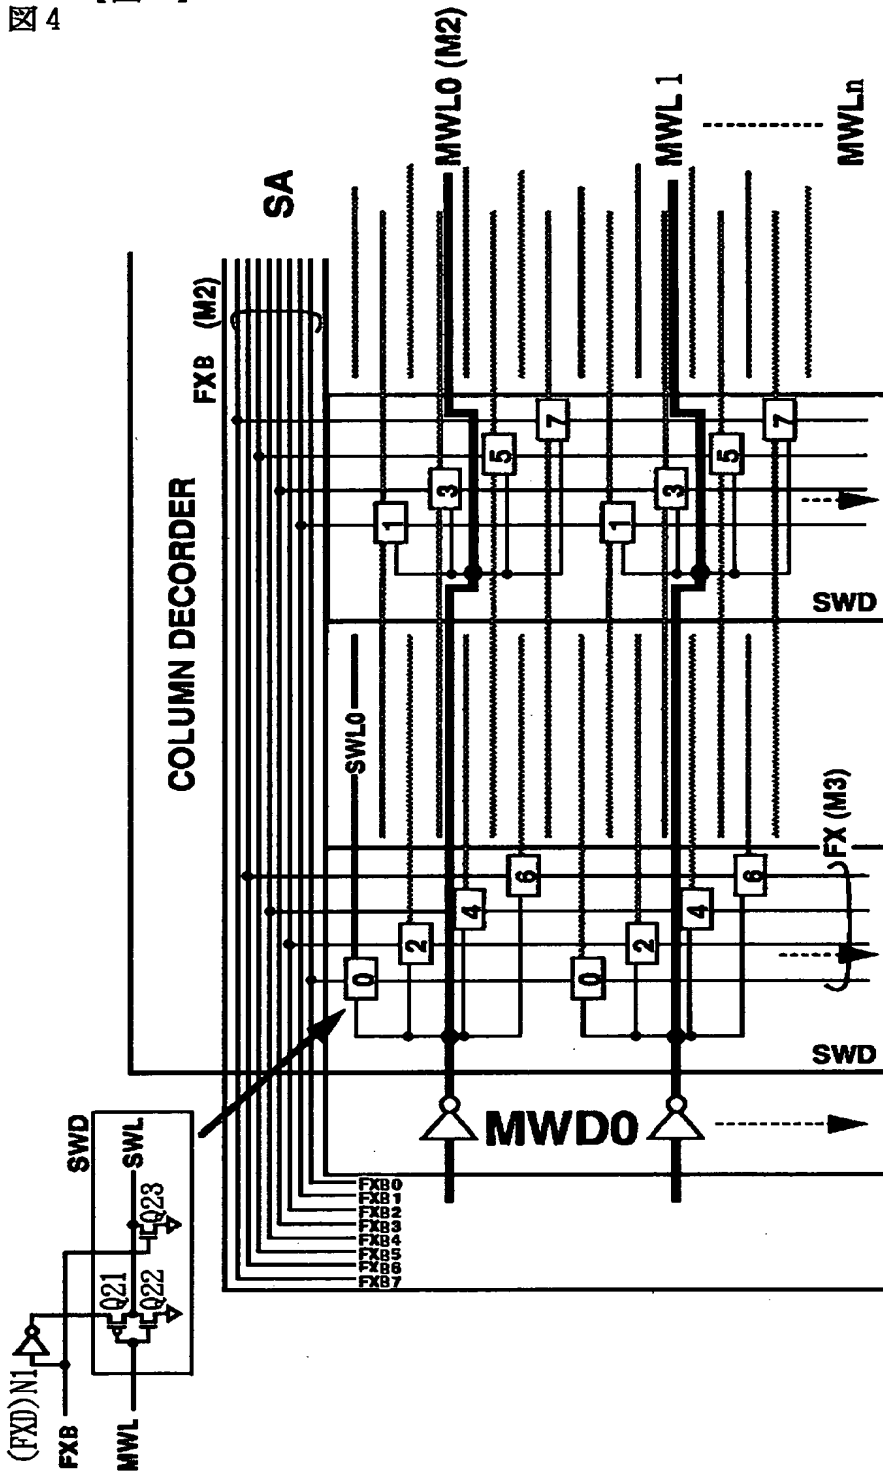 図4
COLUMN DECORDER
FXB (M2)
SA
MWL0 (M2)
MWL1
MWLn
SWL0
1
3
5
7
1
3
5
7
SWD
0
2
4
6
0
2
4
6
FX (M3)
SWD
MWD0
FXB0
FXB1
FXB2
FXB3
FXB4
FXB5
FXB6
FXB7
SWD
SWL
Q21
Q22
Q23
(FXD)N1
FXB
MWL